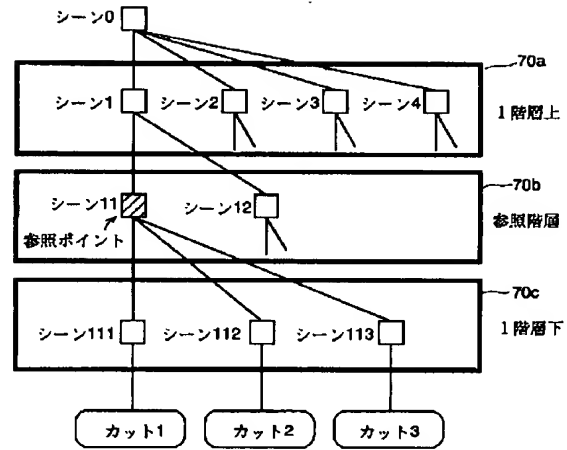 シーン0
70a
シーン1 シーン2 シーン3 シーン4
1階層上
70b
シーン11 シーン12
参照階層
参照ポイント
70c
シーン111 シーン112 シーン113
1階層下
カット1 カット2 カット3